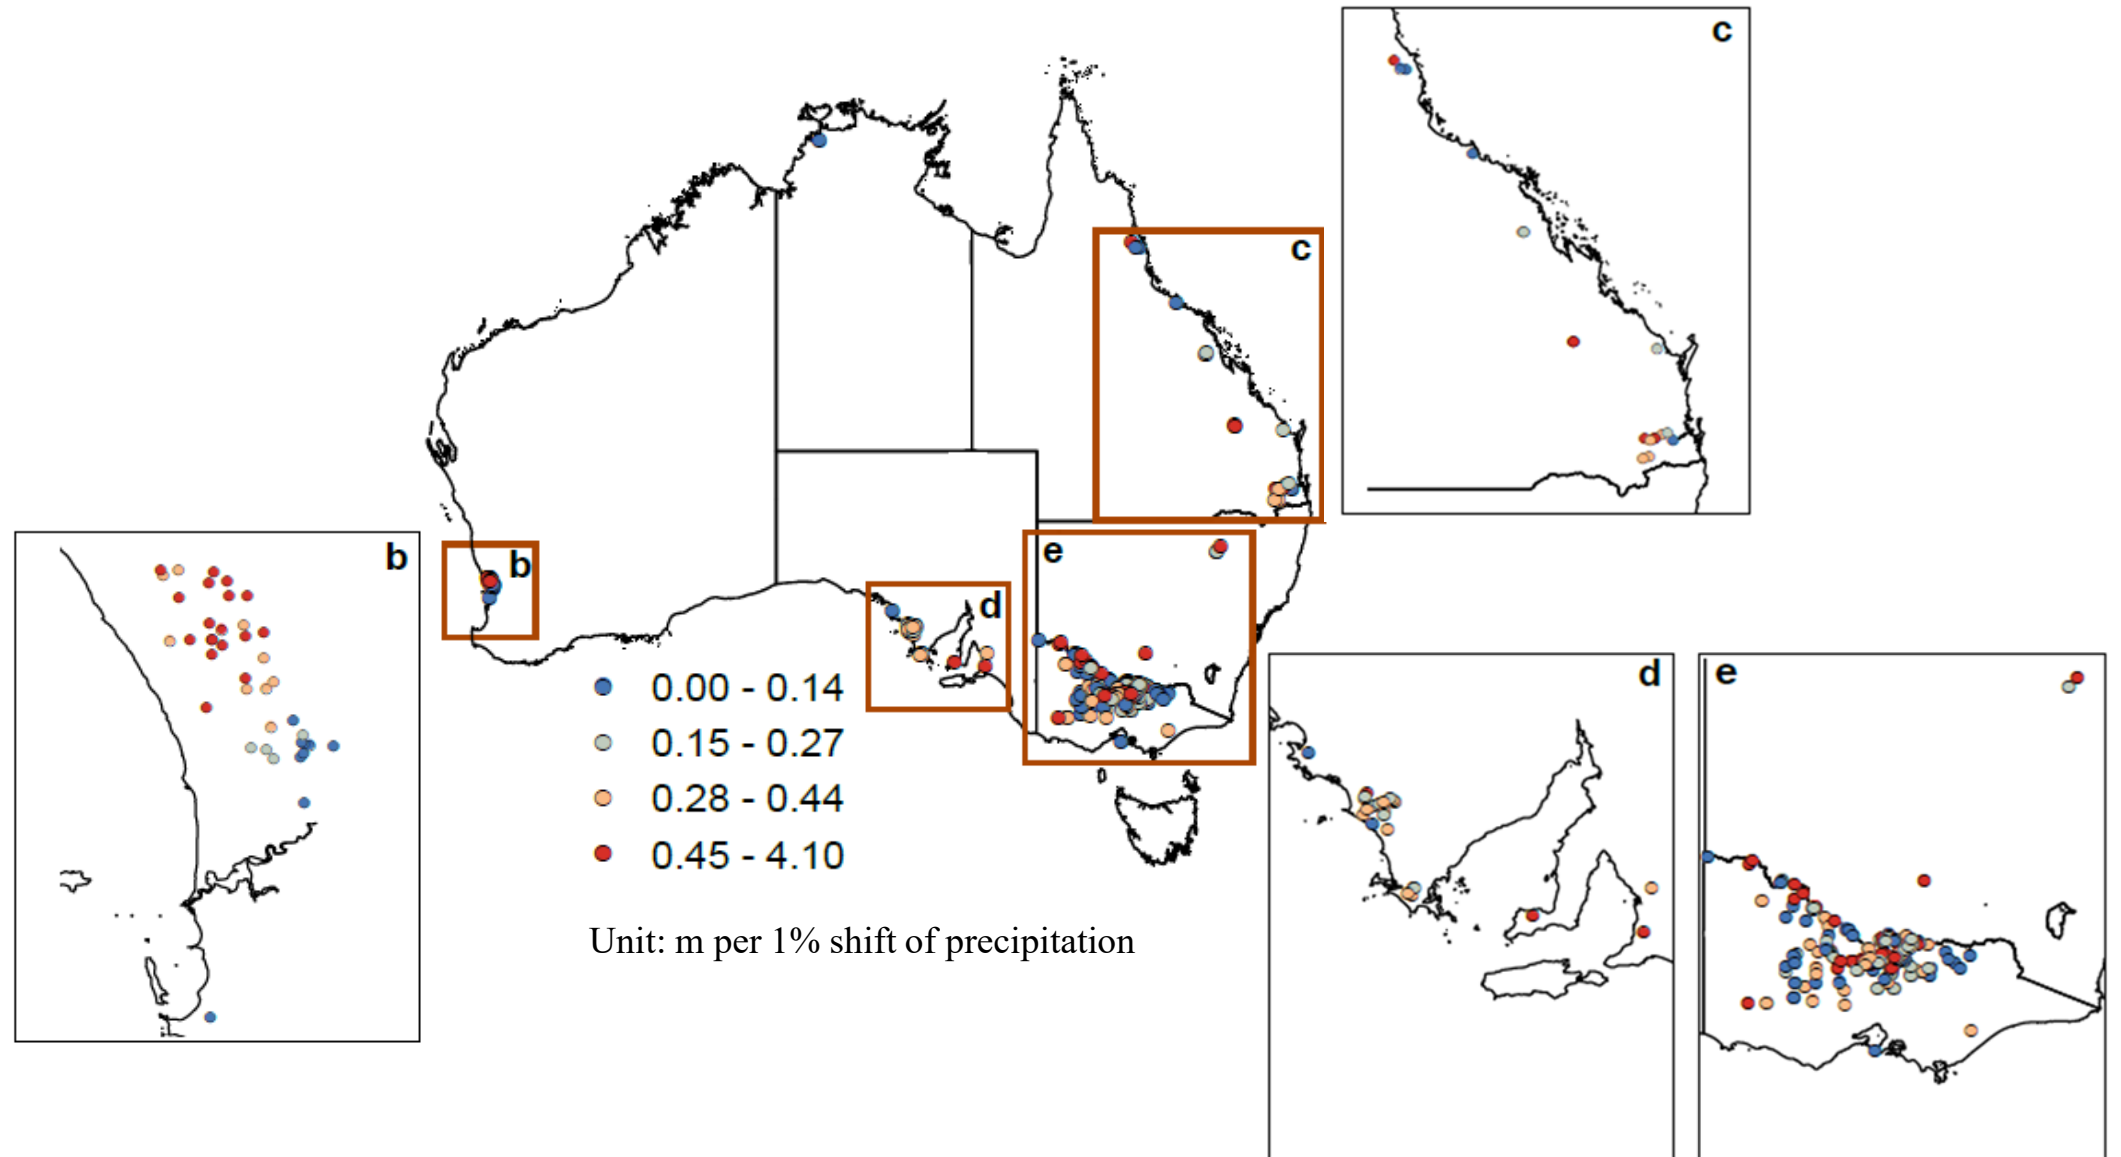 c
c
b
b
e
d
d
e
0.00 - 0.14
0.15 - 0.27
0.28 - 0.44
0.45 - 4.10
Unit: m per 1% shift of precipitation